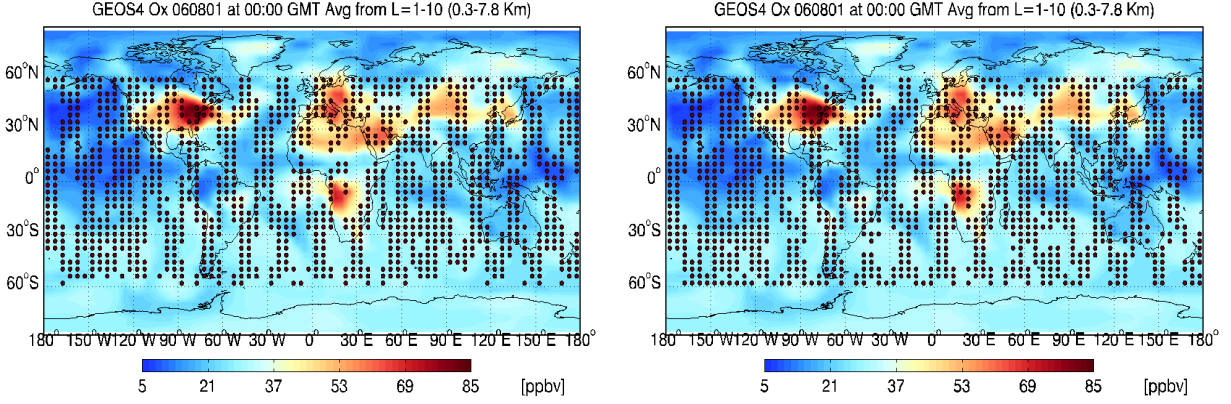 GEOS4 Ox 060801 at 00:00 GMT Avg from L=1-10 (0.3-7.8 Km)
60°N
30°N
0°
30°S
60°S
180° 150°W120°W 90°W 60°W 30°W 0° 30°E 60°E 90°E 120°E 150°E 180°
5 21 37 53 69 85 [ppbv]
GEOS4 Ox 060801 at 00:00 GMT Avg from L=1-10 (0.3-7.8 Km)
60°N
30°N
0°
30°S
60°S
180° 150°W120°W 90°W 60°W 30°W 0° 30°E 60°E 90°E 120°E 150°E 180°
5 21 37 53 69 85 [ppbv]